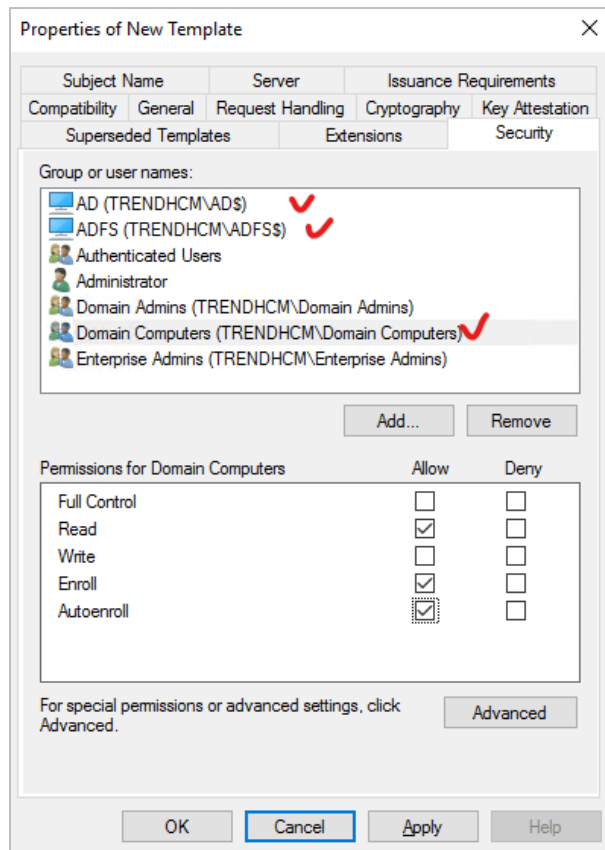 Properties of New Template
Subject Name Server Issuance Requirements
Compatibility General Request Handling Cryptography Key Attestation
Superseded Templates Extensions Security
Group or user names:
AD (TRENDHCM\AD$)
ADFS (TRENDHCM\ADFS$)
Authenticated Users
Administrator
Domain Admins (TRENDHCM\Domain Admins)
Domain Computers (TRENDHCM\Domain Computers)
Enterprise Admins (TRENDHCM\Enterprise Admins)
Add... Remove
Permissions for Domain Computers Allow Deny
Full Control
Read
Write
Enroll
Autoenroll
For special permissions or advanced settings, click
Advanced.
Advanced
OK Cancel Apply Help